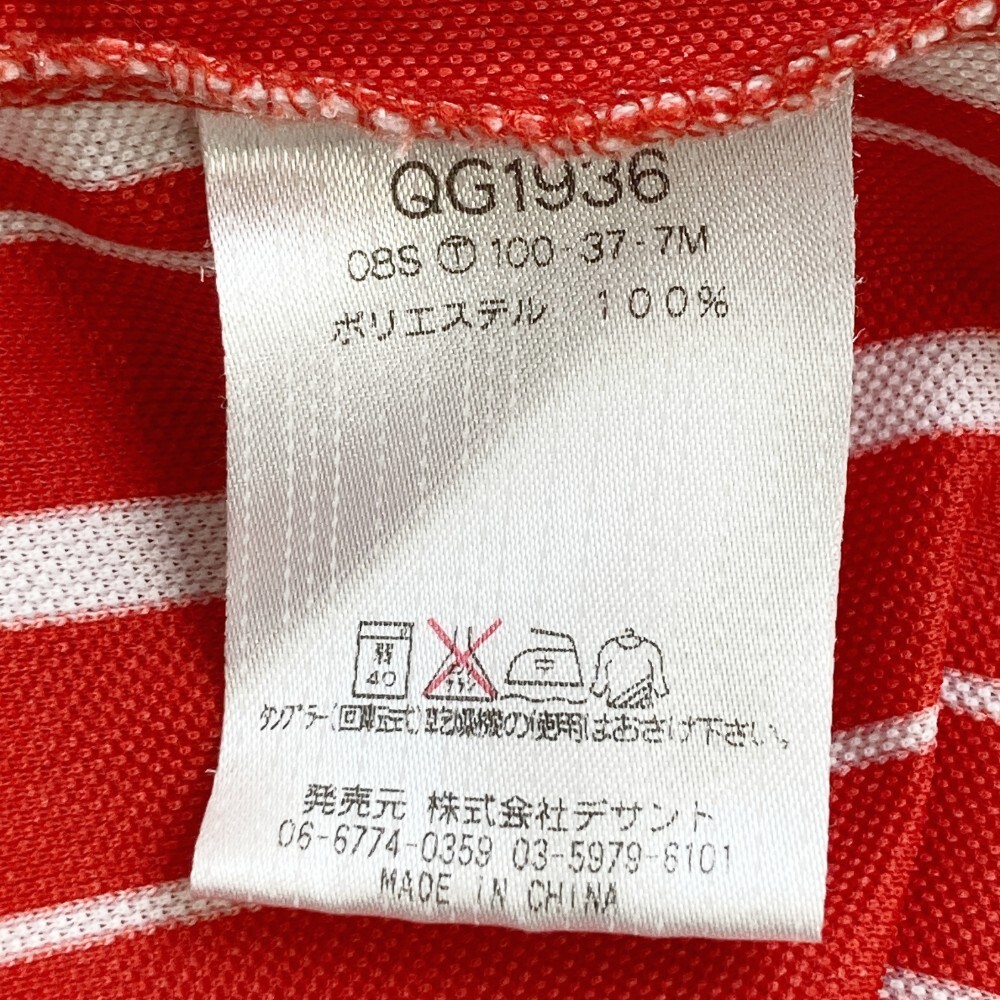 QG1936
08S Ⓣ 100-37-7M
ポリエステル 100%
弱
40
タンブラー(回転式)乾燥機の使用はおさけ下さい。
発売元 株式会社デサント
06-6774-0359 03-5979-6101
MADE IN CHINA